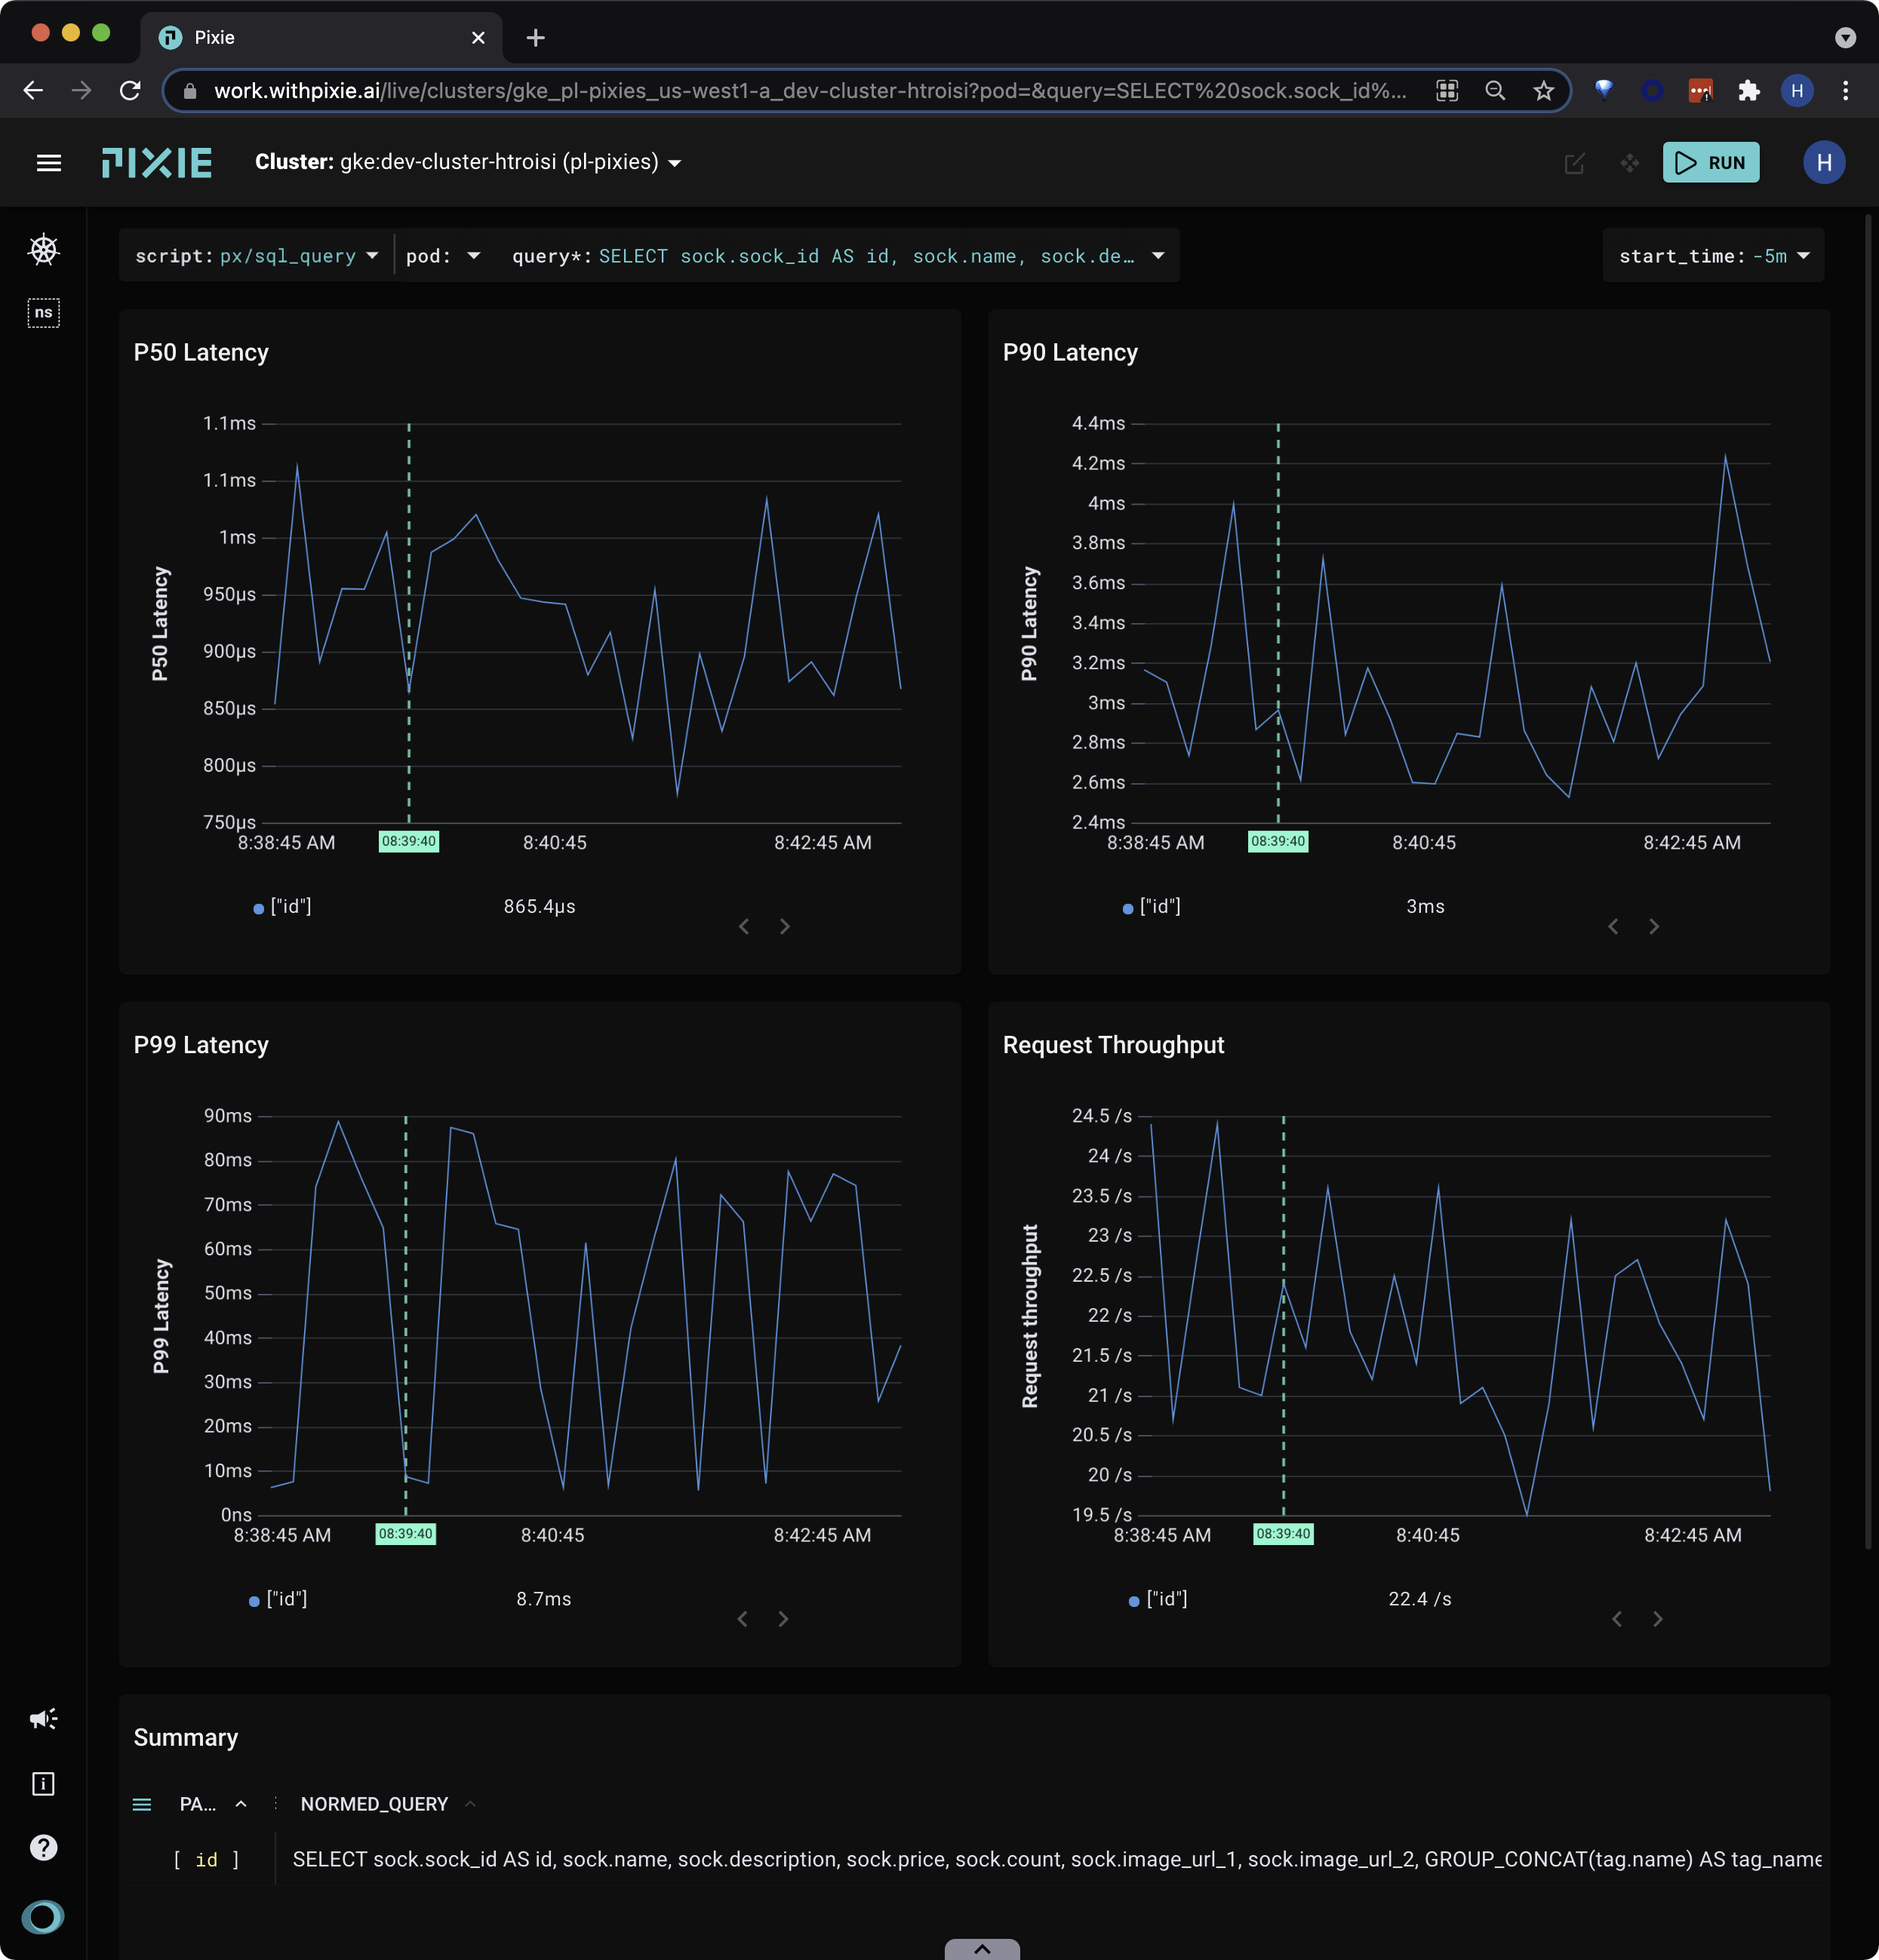 Pixie
work.withpixie.ai/live/clusters/gke_pl-pixies_us-west1-a_dev-cluster-htroisi?pod=&query=SELECT%20sock.sock_id%...
H
PIXIE
Cluster: gke:dev-cluster-htroisi (pl-pixies)
RUN
H
ns
script: px/sql_query
pod:
query*: SELECT sock.sock_id AS id, sock.name, sock.de…
start_time: -5m
P50 Latency
1.1ms
1.1ms
1ms
950µs
900µs
850µs
800µs
750µs
P50 Latency
8:38:45 AM
08:39:40
8:40:45
8:42:45 AM
["id"]
865.4µs
P90 Latency
4.4ms
4.2ms
4ms
3.8ms
3.6ms
3.4ms
3.2ms
3ms
2.8ms
2.6ms
2.4ms
P90 Latency
8:38:45 AM
08:39:40
8:40:45
8:42:45 AM
["id"]
3ms
P99 Latency
90ms
80ms
70ms
60ms
50ms
40ms
30ms
20ms
10ms
0ns
P99 Latency
8:38:45 AM
08:39:40
8:40:45
8:42:45 AM
["id"]
8.7ms
Request Throughput
24.5 /s
24 /s
23.5 /s
23 /s
22.5 /s
22 /s
21.5 /s
21 /s
20.5 /s
20 /s
19.5 /s
Request throughput
8:38:45 AM
08:39:40
8:40:45
8:42:45 AM
["id"]
22.4 /s
Summary
PA...
NORMED_QUERY
[ id ]
SELECT sock.sock_id AS id, sock.name, sock.description, sock.price, sock.count, sock.image_url_1, sock.image_url_2, GROUP_CONCAT(tag.name) AS tag_name